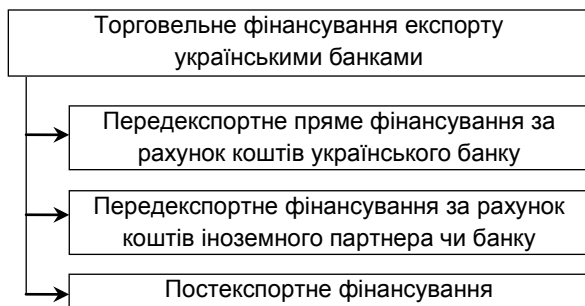 Торговельне фінансування експорту
українськими банками
Передекспортне пряме фінансування за
рахунок коштів українського банку
Передекспортне фінансування за рахунок
коштів іноземного партнера чи банку
Постекспортне фінансування